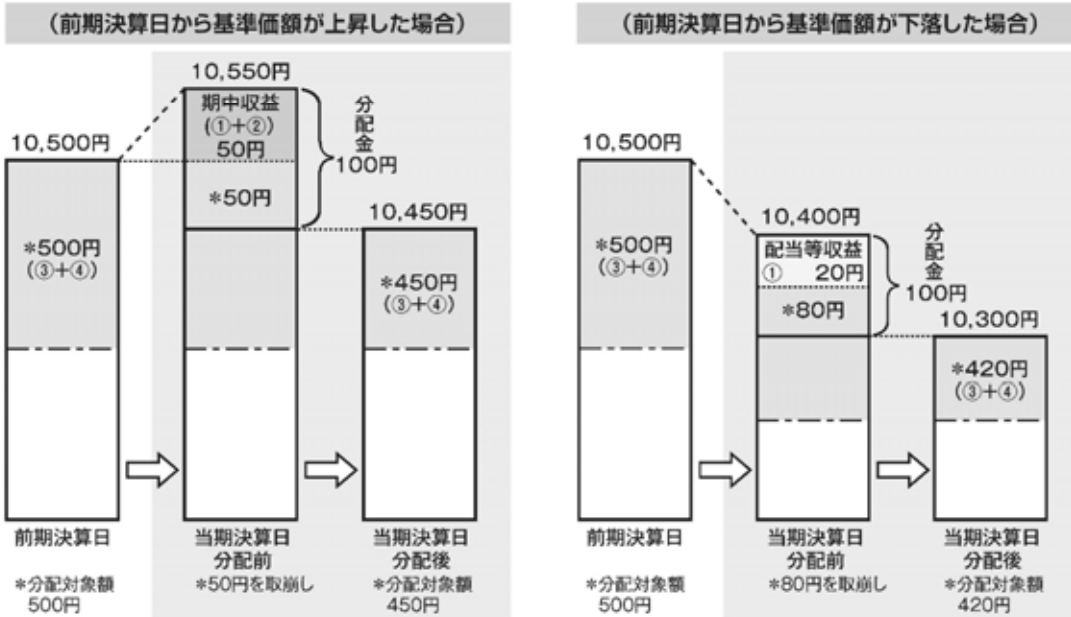 (前期決算日から基準価額が上昇した場合)
10,550円
期中収益
(①+②)
50円
*50円
分配金
100円
10,500円
*500円
(③+④)
10,450円
*450円
(③+④)
前期決算日
*分配対象額
500円
当期決算日
分配前
*50円を取崩し
当期決算日
分配後
*分配対象額
450円
(前期決算日から基準価額が下落した場合)
10,500円
*500円
(③+④)
10,400円
配当等収益
① 20円
*80円
分配金
100円
10,300円
*420円
(③+④)
前期決算日
*分配対象額
500円
当期決算日
分配前
*80円を取崩し
当期決算日
分配後
*分配対象額
420円